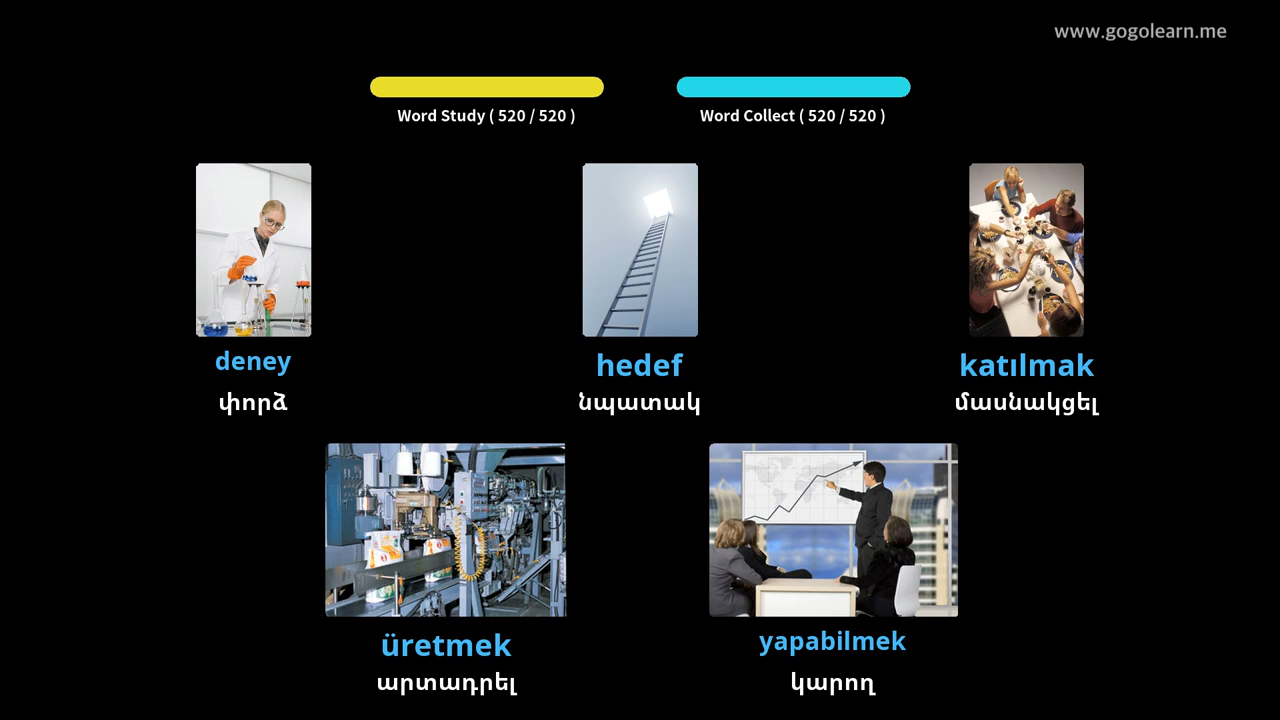 www.gogolearn.me
Word Study ( 520 / 520 )
Word Collect ( 520 / 520 )
deney
փորձ
hedef
նպատակ
katılmak
մասնակցել
üretmek
արտադրել
yapabilmek
կարող